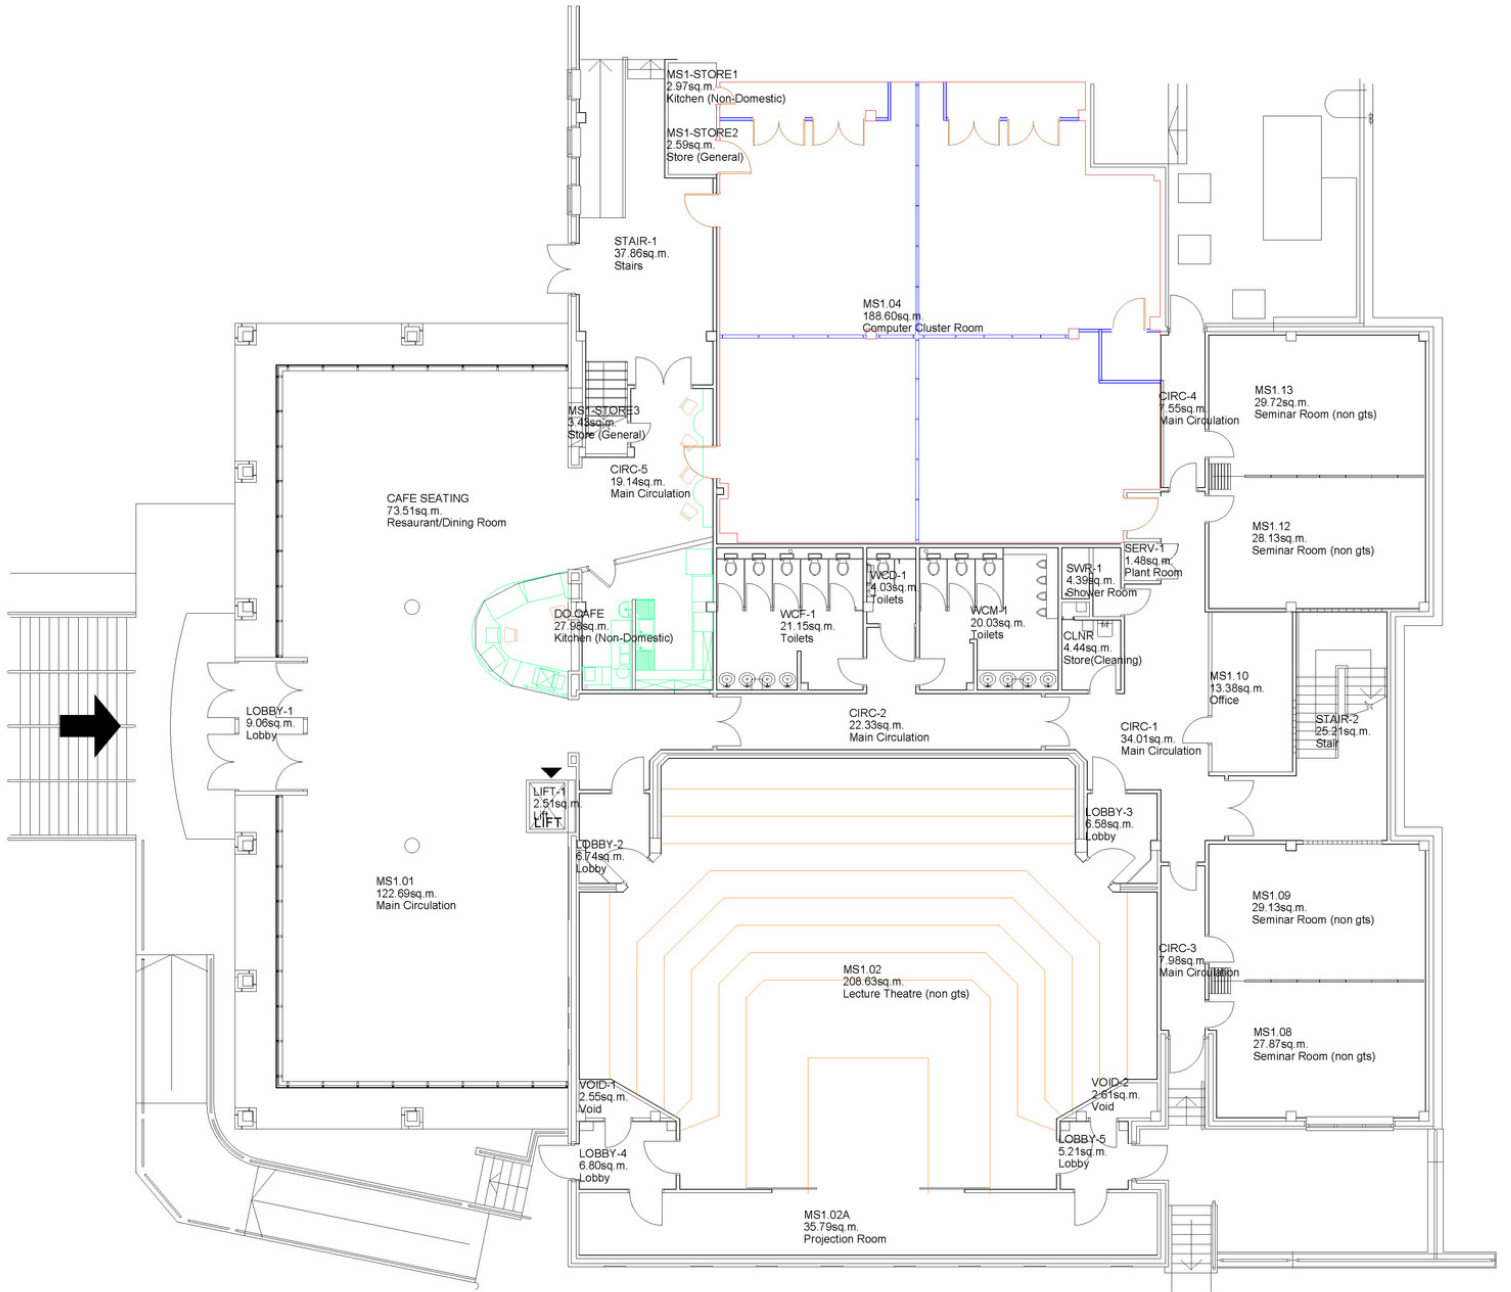 MS1-STORE1
2.97sq.m.
Kitchen (Non-Domestic)
MS1-STORE2
2.59sq.m.
Store (General)
STAIR-1
37.86sq.m.
Stairs
MS1.04
188.60sq.m.
Computer Cluster Room
MS1-STORE3
3.43sq.m.
Store (General)
CIRC-4
7.55sq.m.
Main Circulation
MS1.13
29.72sq.m.
Seminar Room (non gts)
CIRC-5
19.14sq.m.
Main Circulation
CAFE SEATING
73.51sq.m.
Resaurant/Dining Room
MS1.12
28.13sq.m.
Seminar Room (non gts)
SERV-1
1.48sq.m.
Plant Room
SWR-1
4.39sq.m.
Shower Room
WCD-1
4.03sq.m.
Toilets
DO CAFE
27.98sq.m.
Kitchen (Non-Domestic)
WCF-1
21.15sq.m.
Toilets
WCM-1
20.03sq.m.
Toilets
CLNR
4.44sq.m.
Store(Cleaning)
MS1.10
13.38sq.m.
Office
LOBBY-1
9.06sq.m.
Lobby
CIRC-2
22.33sq.m.
Main Circulation
CIRC-1
34.01sq.m.
Main Circulation
STAIR-2
25.21sq.m.
Stair
LIFT-1
2.51sq.m.
Lift
LIFT
LOBBY-2
6.74sq.m.
Lobby
LOBBY-3
6.58sq.m.
Lobby
MS1.01
122.69sq.m.
Main Circulation
MS1.09
29.13sq.m.
Seminar Room (non gts)
CIRC-3
7.98sq.m.
Main Circulation
MS1.02
208.63sq.m.
Lecture Theatre (non gts)
MS1.08
27.87sq.m.
Seminar Room (non gts)
VOID-1
2.55sq.m.
Void
VOID-2
2.61sq.m.
Void
LOBBY-4
6.80sq.m.
Lobby
LOBBY-5
5.21sq.m.
Lobby
MS1.02A
35.79sq.m.
Projection Room